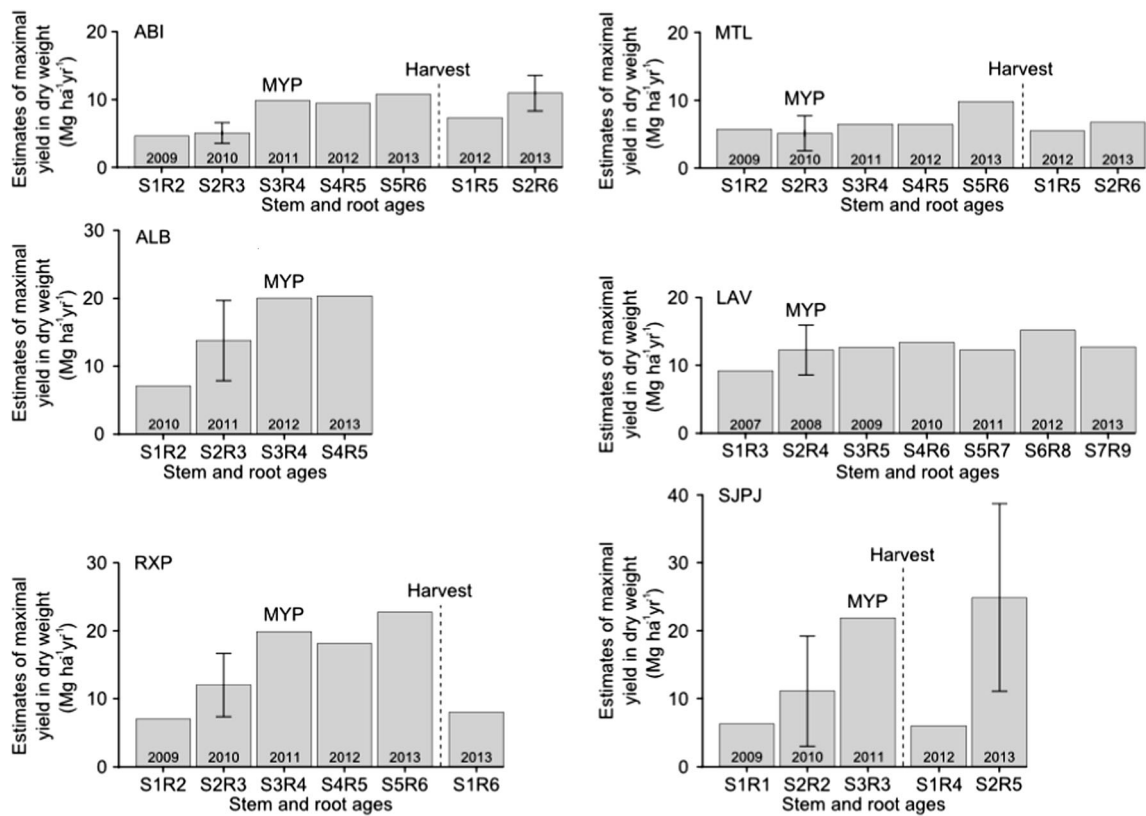 ABI
Estimates of maximal
yield in dry weight
(Mg ha⁻¹yr⁻¹)
20
10
0
MYP
Harvest
2009 2010 2011 2012 2013 2012 2013
S1R2 S2R3 S3R4 S4R5 S5R6 S1R5 S2R6
Stem and root ages
MTL
Estimates of maximal
yield in dry weight
(Mg ha⁻¹yr⁻¹)
20
10
0
MYP
Harvest
2009 2010 2011 2012 2013 2012 2013
S1R2 S2R3 S3R4 S4R5 S5R6 S1R5 S2R6
Stem and root ages
ALB
Estimates of maximal
yield in dry weight
(Mg ha⁻¹yr⁻¹)
30
20
10
0
MYP
2010 2011 2012 2013
S1R2 S2R3 S3R4 S4R5
Stem and root ages
LAV
Estimates of maximal
yield in dry weight
(Mg ha⁻¹yr⁻¹)
20
10
0
MYP
2007 2008 2009 2010 2011 2012 2013
S1R3 S2R4 S3R5 S4R6 S5R7 S6R8 S7R9
Stem and root ages
RXP
Estimates of maximal
yield in dry weight
(Mg ha⁻¹yr⁻¹)
30
20
10
0
MYP
Harvest
2009 2010 2011 2012 2013 2013
S1R2 S2R3 S3R4 S4R5 S5R6 S1R6
Stem and root ages
SJPJ
Estimates of maximal
yield in dry weight
(Mg ha⁻¹yr⁻¹)
40
30
20
10
0
Harvest
MYP
2009 2010 2011 2012 2013
S1R1 S2R2 S3R3 S1R4 S2R5
Stem and root ages